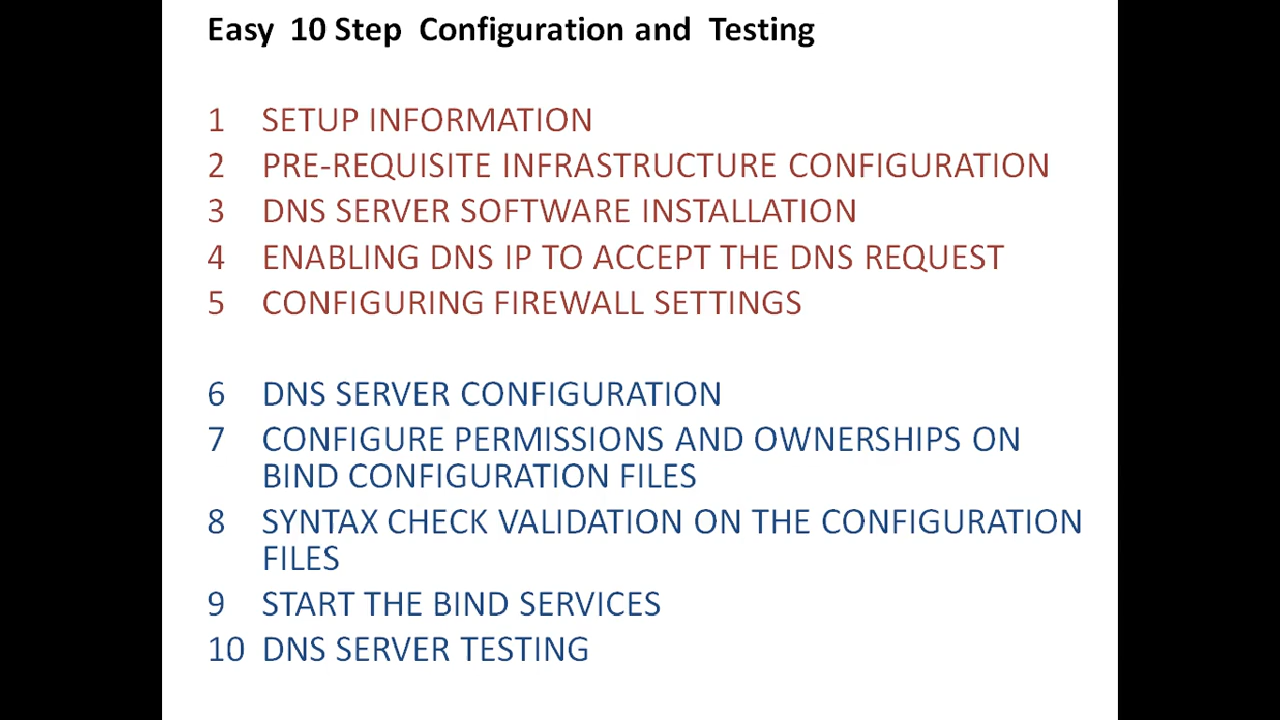 Easy 10 Step Configuration and Testing
1 SETUP INFORMATION
2 PRE-REQUISITE INFRASTRUCTURE CONFIGURATION
3 DNS SERVER SOFTWARE INSTALLATION
4 ENABLING DNS IP TO ACCEPT THE DNS REQUEST
5 CONFIGURING FIREWALL SETTINGS
6 DNS SERVER CONFIGURATION
7 CONFIGURE PERMISSIONS AND OWNERSHIPS ON
BIND CONFIGURATION FILES
8 SYNTAX CHECK VALIDATION ON THE CONFIGURATION
FILES
9 START THE BIND SERVICES
10 DNS SERVER TESTING